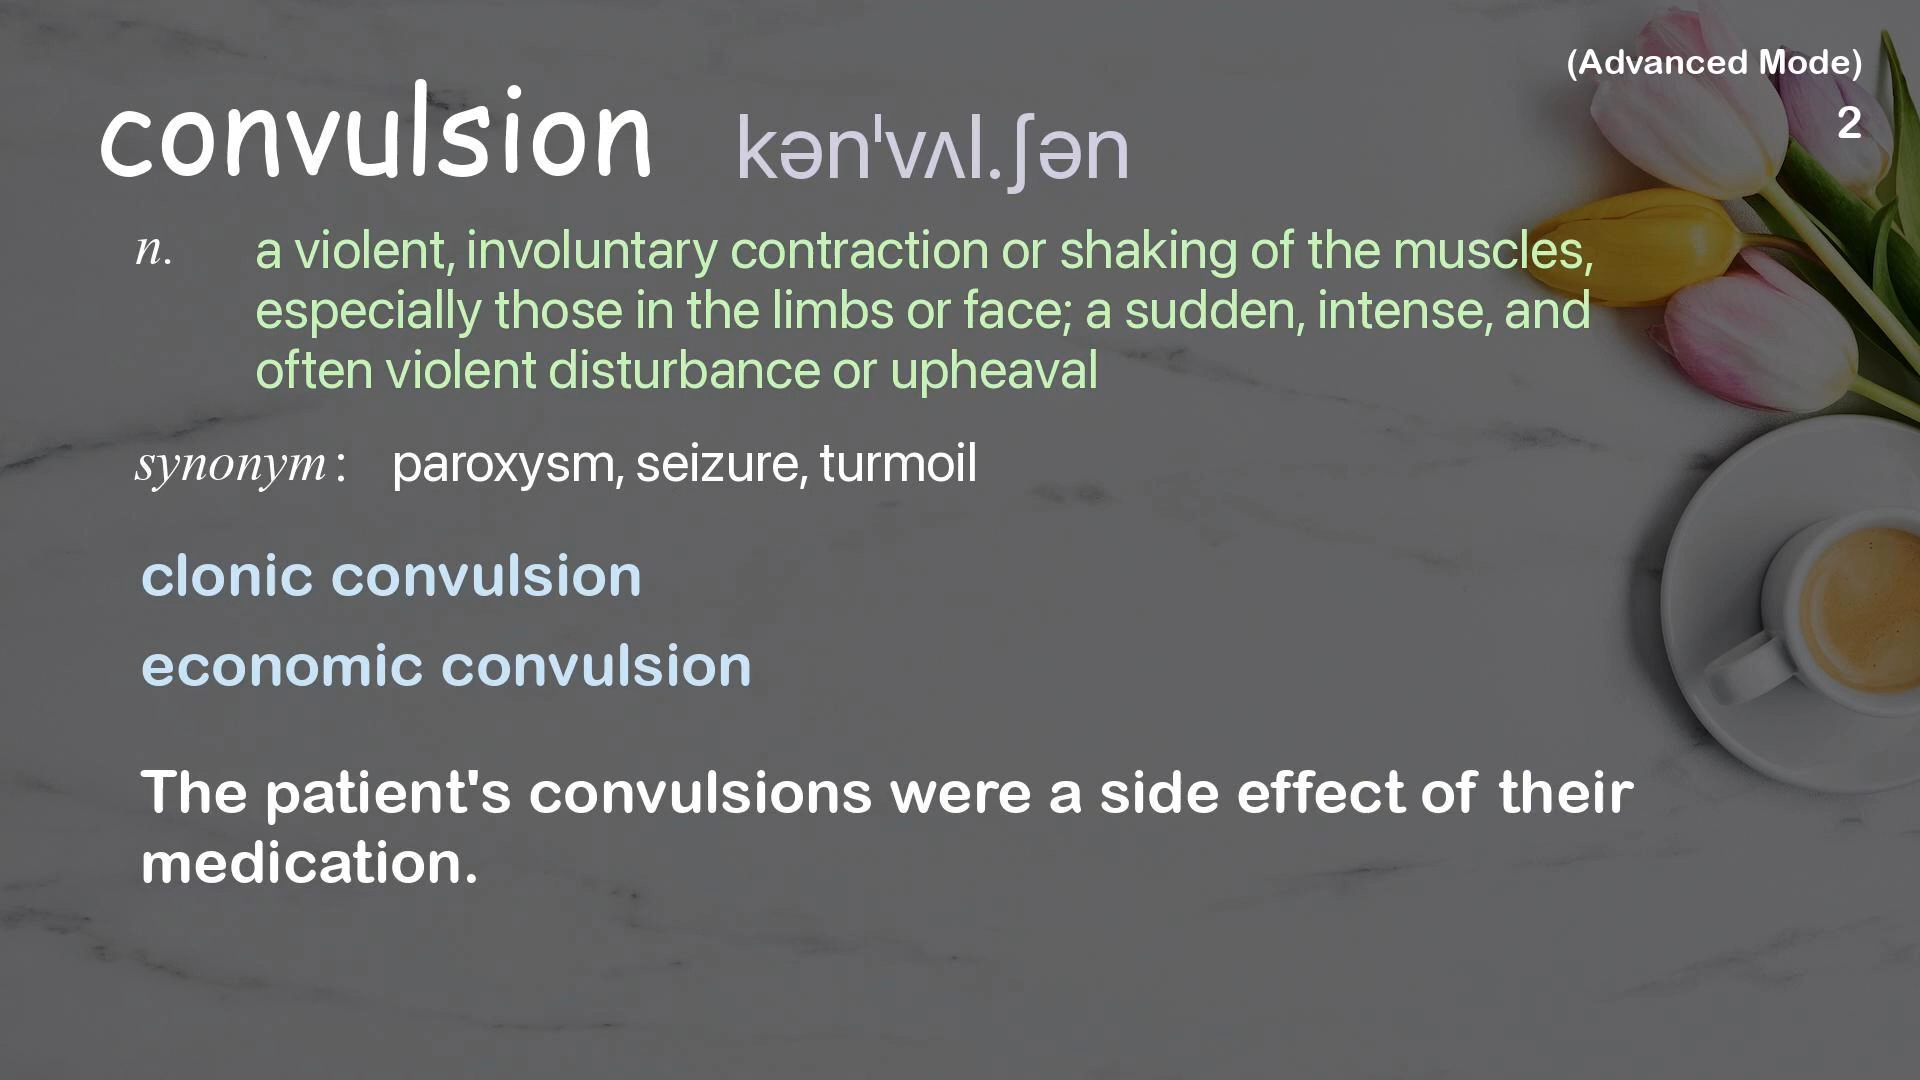 (Advanced Mode)
2
convulsion kən'vʌl.ʃən
n. a violent, involuntary contraction or shaking of the muscles,
especially those in the limbs or face; a sudden, intense, and
often violent disturbance or upheaval
synonym: paroxysm, seizure, turmoil
clonic convulsion
economic convulsion
The patient's convulsions were a side effect of their
medication.